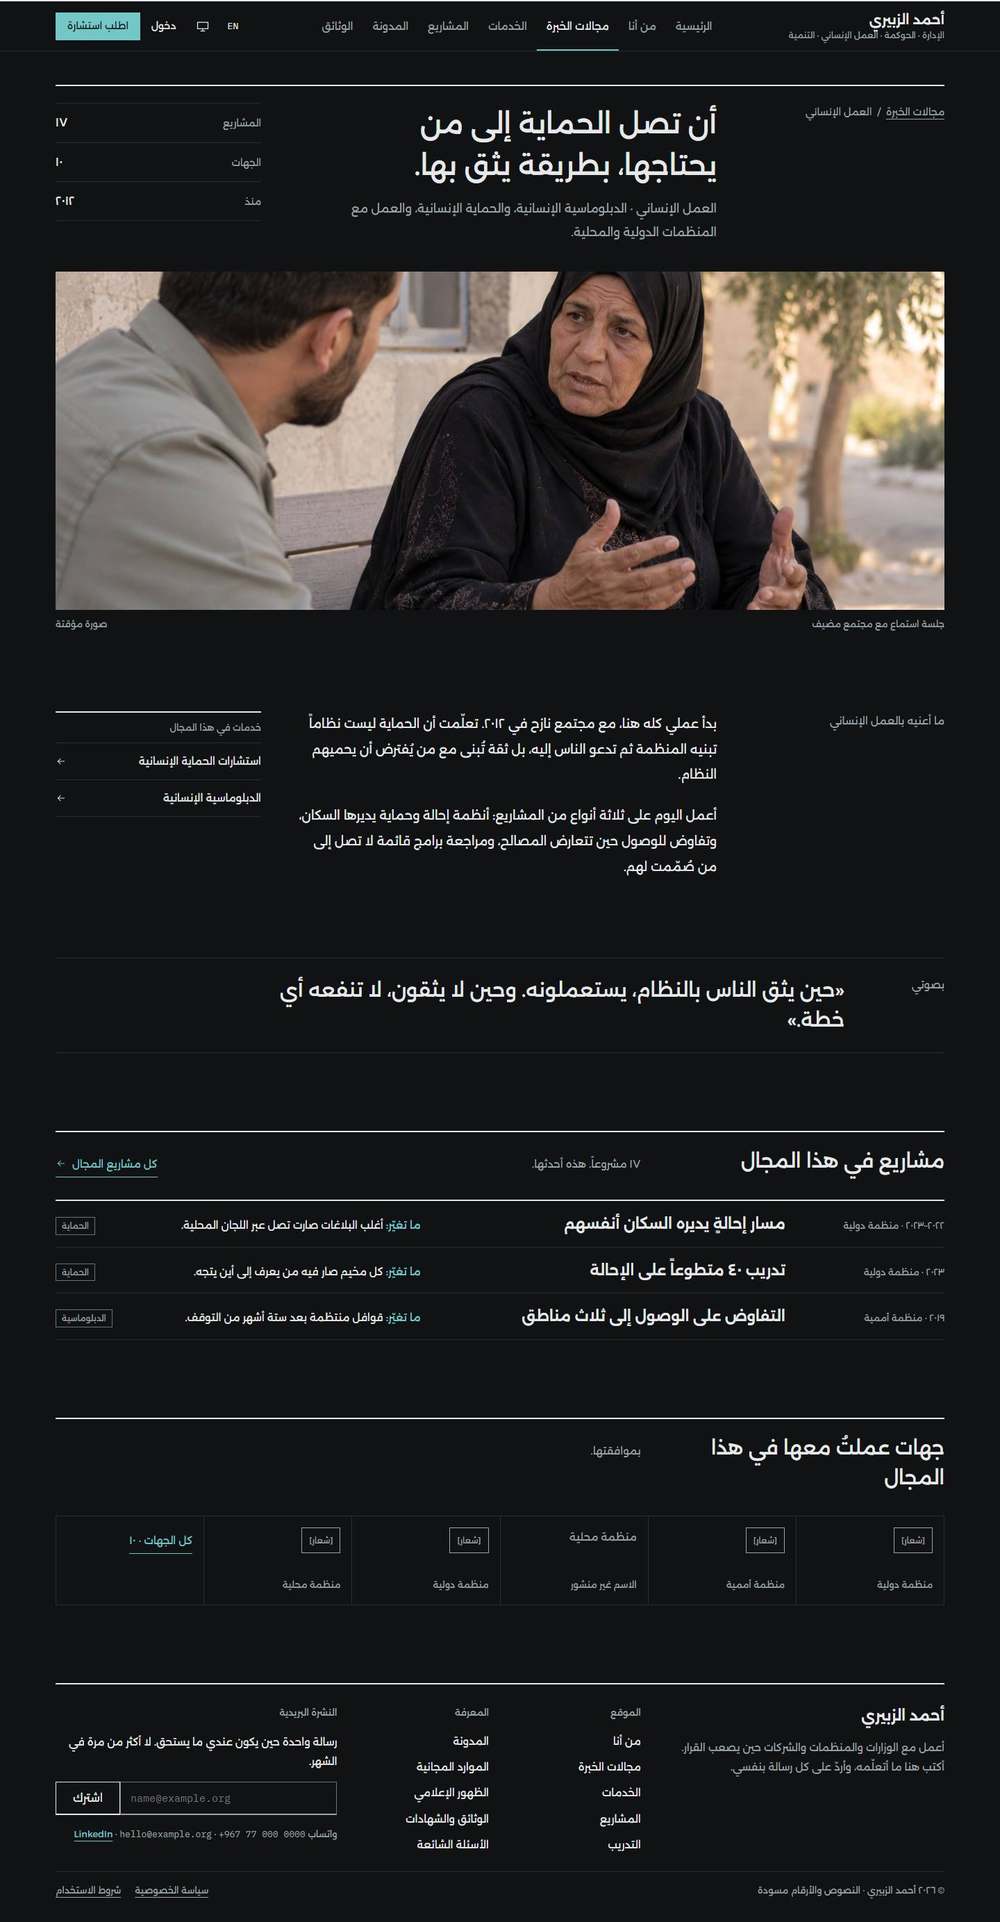 أحمد الزبيري
الإدارة · الحوكمة · العمل الإنساني · التنمية
الرئيسية
من أنا
مجالات الخبرة
الخدمات
المشاريع
المدونة
الوثائق
EN
دخول
اطلب استشارة
مجالات الخبرة / العمل الإنساني
أن تصل الحماية إلى من
يحتاجها، بطريقة يثق بها.
العمل الإنساني · الدبلوماسية الإنسانية، والحماية الإنسانية، والعمل مع
المنظمات الدولية والمحلية.
المشاريع ١٧
الجهات ١٠
منذ ٢٠١٢
جلسة استماع مع مجتمع مضيف
صورة مؤقتة
ما أعنيه بالعمل الإنساني
بدأ عملي كله هنا، مع مجتمع نازح في ٢٠١٢. تعلّمت أن الحماية ليست نظاماً
تبنيه المنظمة ثم تدعو الناس إليه، بل ثقة تُبنى مع من يُفترض أن يحميهم
النظام.
أعمل اليوم على ثلاثة أنواع من المشاريع: أنظمة إحالة وحماية يديرها السكان،
وتفاوض للوصول حين تتعارض المصالح، ومراجعة برامج قائمة لا تصل إلى
من صُمّمت لهم.
خدمات في هذا المجال
استشارات الحماية الإنسانية ←
الدبلوماسية الإنسانية ←
بصوتي
«حين يثق الناس بالنظام، يستعملونه. وحين لا يثقون، لا تنفعه أي
خطة.»
مشاريع في هذا المجال
١٧ مشروعاً. هذه أحدثها.
كل مشاريع المجال ←
٢٠٢٢–٢٠٢٣ · منظمة دولية
مسار إحالةٍ يديره السكان أنفسهم
ما تغيّر: أغلب البلاغات صارت تصل عبر اللجان المحلية.
الحماية
٢٠٢٣ · منظمة دولية
تدريب ٤٠ متطوعاً على الإحالة
ما تغيّر: كل مخيم صار فيه من يعرف إلى أين يتجه.
الحماية
٢٠١٩ · منظمة أممية
التفاوض على الوصول إلى ثلاث مناطق
ما تغيّر: قوافل منتظمة بعد ستة أشهر من التوقف.
الدبلوماسية
جهات عملتُ معها في هذا
المجال
بموافقتها.
[شعار]
منظمة دولية
[شعار]
منظمة أممية
منظمة محلية
الاسم غير منشور
[شعار]
منظمة دولية
[شعار]
منظمة محلية
كل الجهات · ١٠
أحمد الزبيري
أعمل مع الوزارات والمنظمات والشركات حين يصعب القرار.
أكتب هنا ما أتعلّمه، وأردّ على كل رسالة بنفسي.
الموقع
من أنا
مجالات الخبرة
الخدمات
المشاريع
التدريب
المعرفة
المدونة
الموارد المجانية
الظهور الإعلامي
الوثائق والشهادات
الأسئلة الشائعة
النشرة البريدية
رسالة واحدة حين يكون عندي ما يستحق. لا أكثر من مرة في
الشهر.
name@example.org
اشترك
واتساب +967 77 000 0000 · hello@example.org · LinkedIn
© ٢٠٢٦ أحمد الزبيري · النصوص والأرقام مسودة
سياسة الخصوصية
شروط الاستخدام